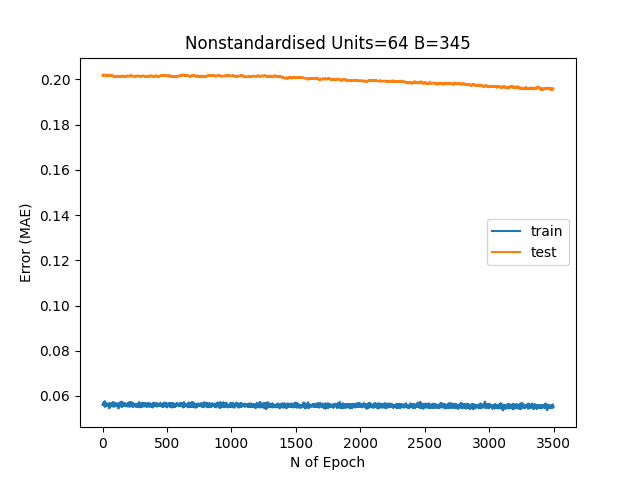 Nonstandardised Units=64 B=345
Error (MAE)
0.20
0.18
0.16
0.14
0.12
0.10
0.08
0.06
train
test
0 500 1000 1500 2000 2500 3000 3500
N of Epoch